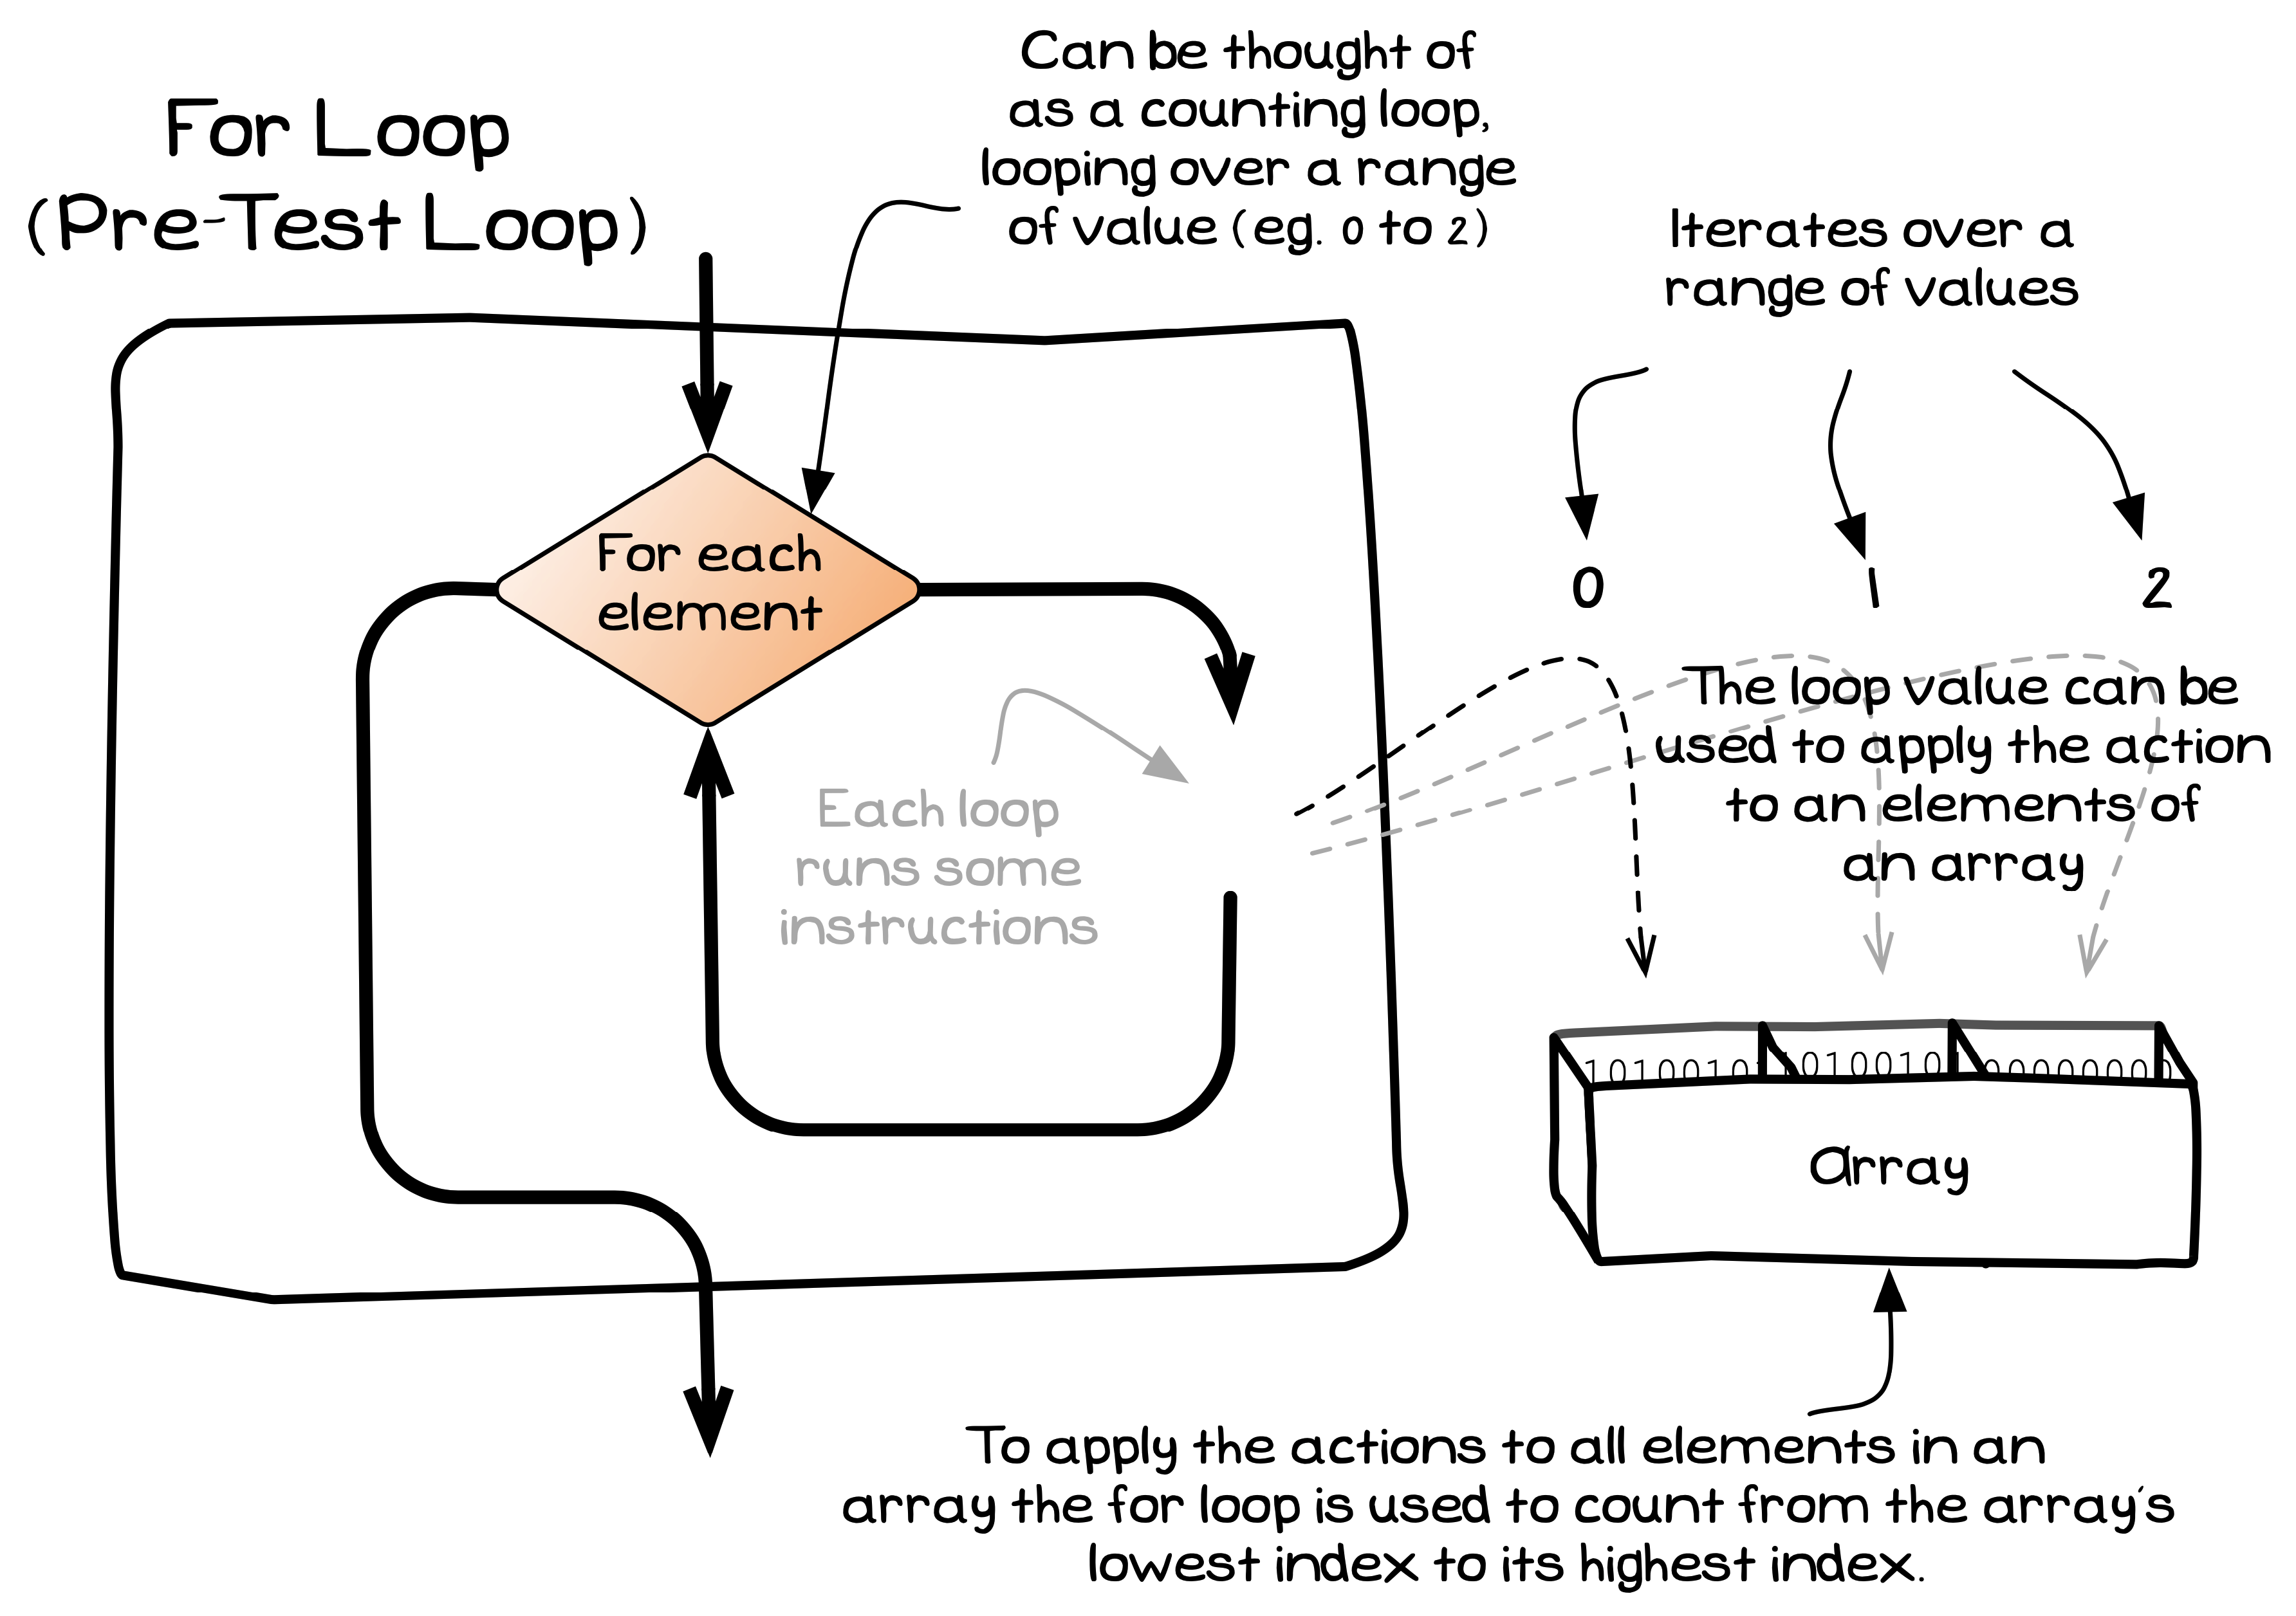 For Loop
(Pre-Test Loop)
Can be thought of
as a counting loop,
looping over a range
of value (eg. 0 to 2)
Iterates over a
range of values
For each
element
0
1
2
Each loop
runs some
instructions
The loop value can be
used to apply the action
to an elements of
an array
Array
To apply the actions to all elements in an
array the for loop is used to count from the array's
lowest index to its highest index.